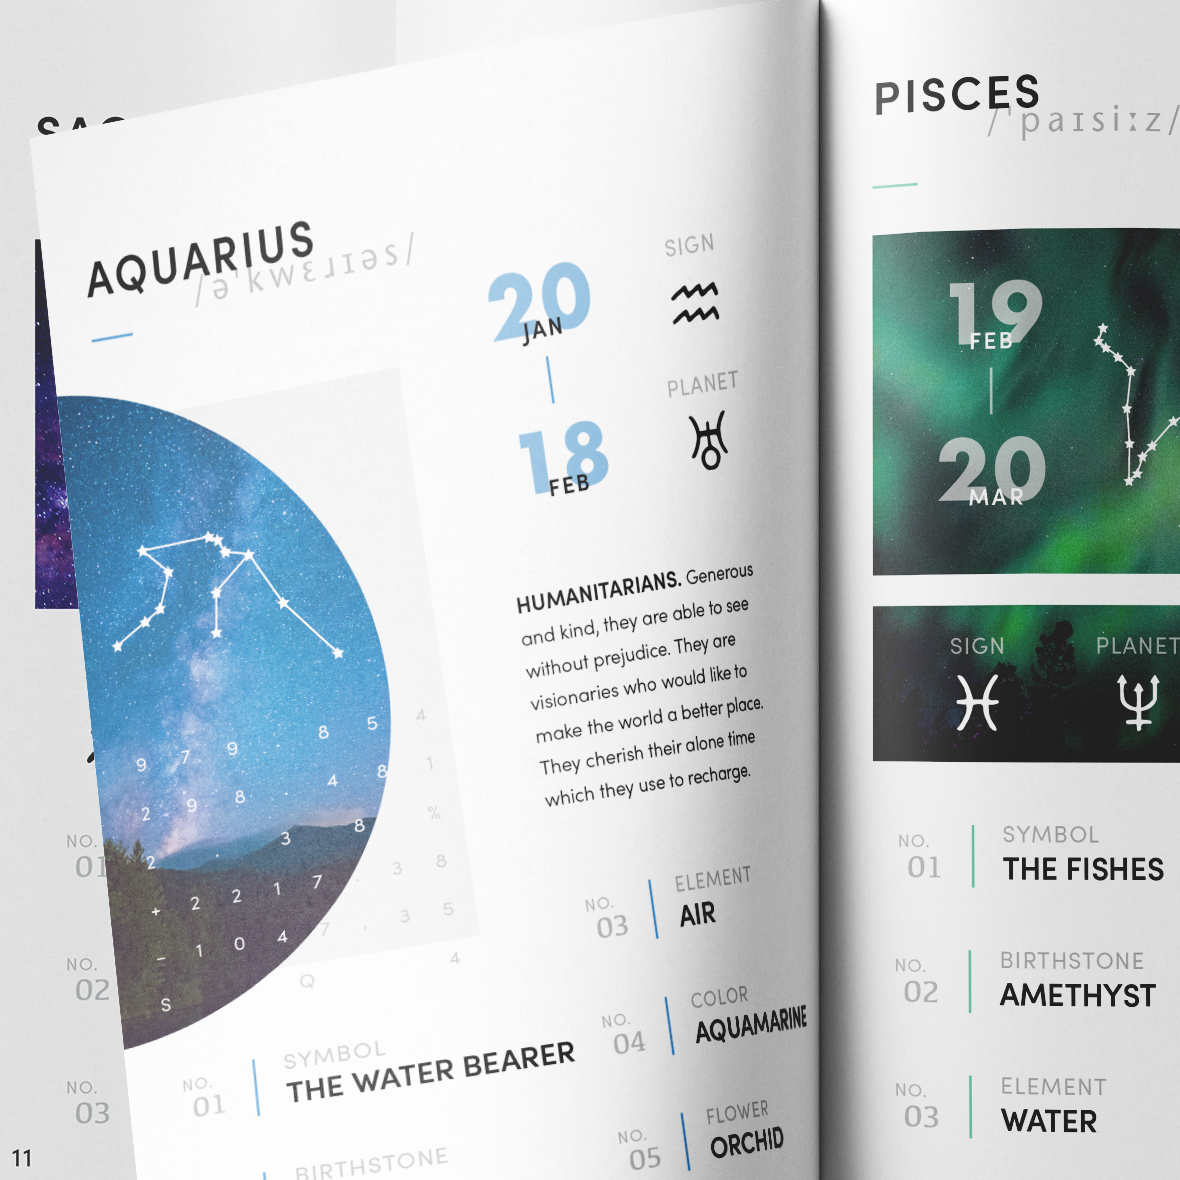 SAG
11
NO.
01
NO.
02
NO.
03
AQUARIUS
/əˈkwɛɹɪəs/
20
JAN
18
FEB
SIGN
PLANET
HUMANITARIANS. Generous
and kind, they are able to see
without prejudice. They are
visionaries who would like to
make the world a better place.
They cherish their alone time
which they use to recharge.
9 7 9 . 8 5 4
2 . 9 8 . 4 8 1
2 . 3 8 %
+ 2 2 1 7 . 3 8
– 1 0 4 7 . 3 5
S Q 4
NO.
01
SYMBOL
THE WATER BEARER
BIRTHSTONE
NO.
03
ELEMENT
AIR
NO.
04
COLOR
AQUAMARINE
NO.
05
FLOWER
ORCHID
PISCES
/ˈpaɪsiːz/
19
FEB
20
MAR
SIGN
PLANET
NO.
01
SYMBOL
THE FISHES
NO.
02
BIRTHSTONE
AMETHYST
NO.
03
ELEMENT
WATER